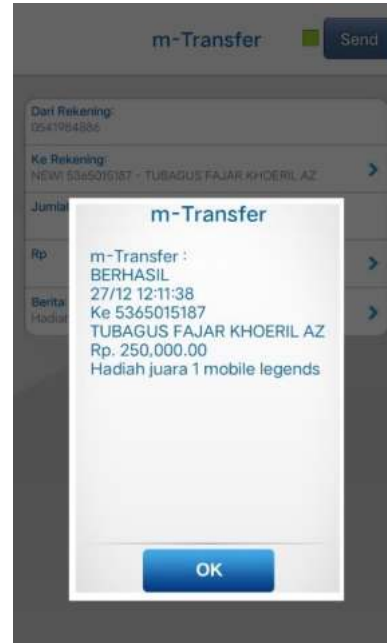 m-Transfer
Send
Dari Rekening:
0541984886
Ke Rekening:
NEW! 5365015187 - TUBAGUS FAJAR KHOERIL AZ
Jumlah
Rp
Berita
Hadiah
m-Transfer
m-Transfer :
BERHASIL
27/12 12:11:38
Ke 5365015187
TUBAGUS FAJAR KHOERIL AZ
Rp. 250,000.00
Hadiah juara 1 mobile legends
OK